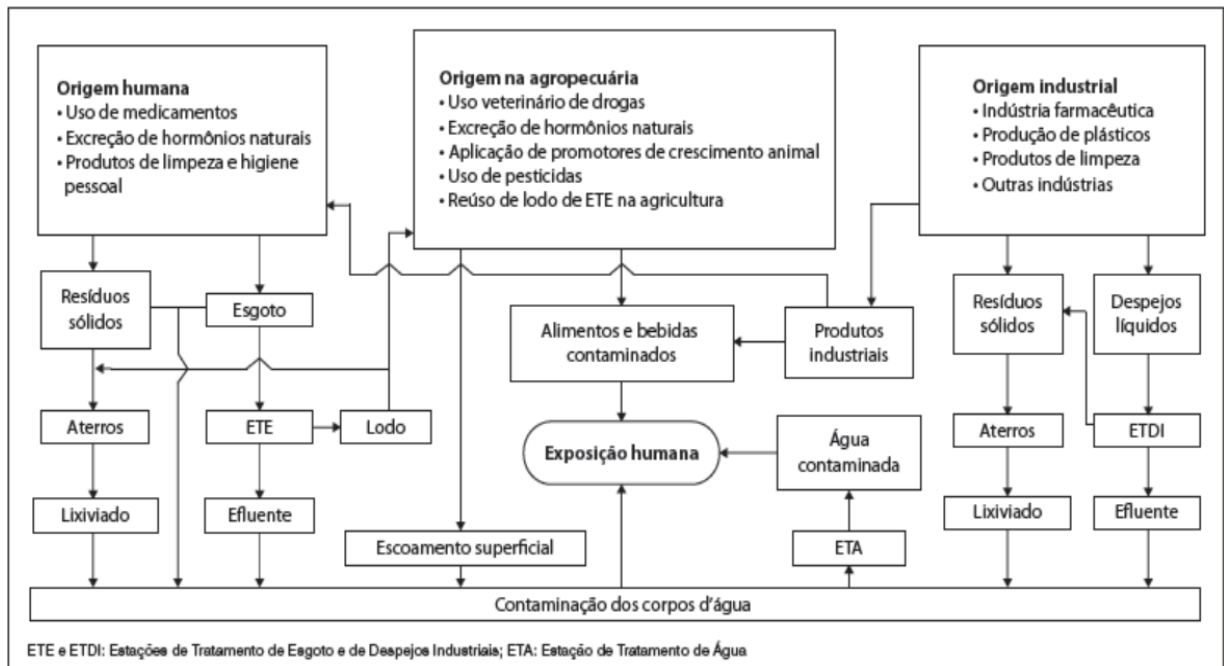 Origem humana
• Uso de medicamentos
• Excreção de hormônios naturais
• Produtos de limpeza e higiene
pessoal
Origem na agropecuária
• Uso veterinário de drogas
• Excreção de hormônios naturais
• Aplicação de promotores de crescimento animal
• Uso de pesticidas
• Reúso de lodo de ETE na agricultura
Origem industrial
• Indústria farmacêutica
• Produção de plásticos
• Produtos de limpeza
• Outras indústrias
Resíduos
sólidos
Esgoto
Alimentos e bebidas
contaminados
Produtos
industriais
Resíduos
sólidos
Despejos
líquidos
Aterros
ETE
Lodo
Exposição humana
Água
contaminada
Aterros
ETDI
Lixiviado
Efluente
Escoamento superficial
ETA
Lixiviado
Efluente
Contaminação dos corpos d'água
ETE e ETDI: Estações de Tratamento de Esgoto e de Despejos Industriais; ETA: Estação de Tratamento de Água